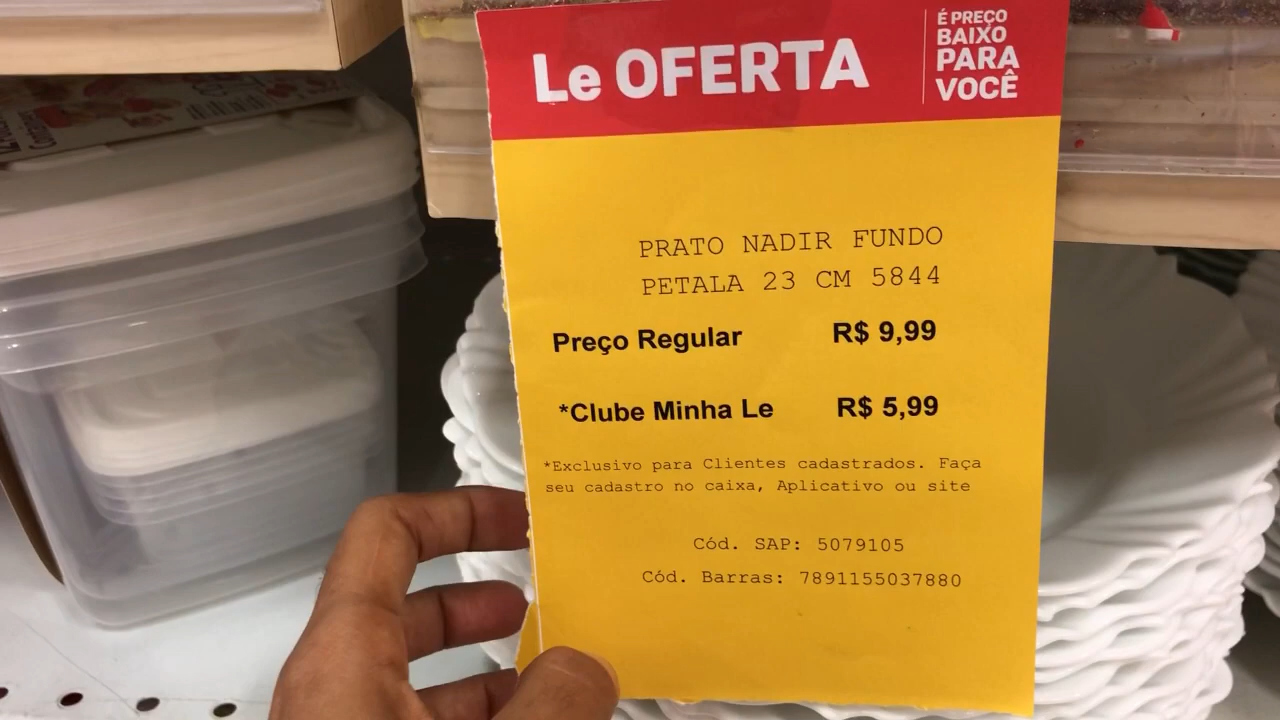 Le OFERTA
É PREÇO
BAIXO
PARA
VOCÊ
PRATO NADIR FUNDO
PETALA 23 CM 5844
Preço Regular R$ 9,99
*Clube Minha Le R$ 5,99
*Exclusivo para Clientes cadastrados. Faça
seu cadastro no caixa, Aplicativo ou site
Cód. SAP: 5079105
Cód. Barras: 7891155037880